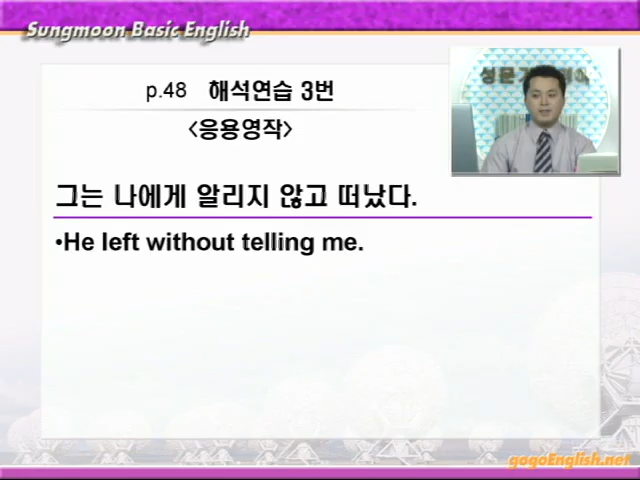 Sungmoon Basic English
p.48 해석연습 3번
<응용영작>
그는 나에게 알리지 않고 떠났다.
•He left without telling me.
gogoEnglish.net